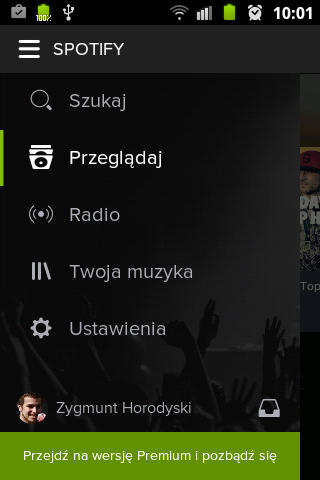 100%
10:01
SPOTIFY
Szukaj
Przeglądaj
Radio
Twoja muzyka
Ustawienia
Zygmunt Horodyski
Przejdź na wersję Premium i pozbądź się
Top